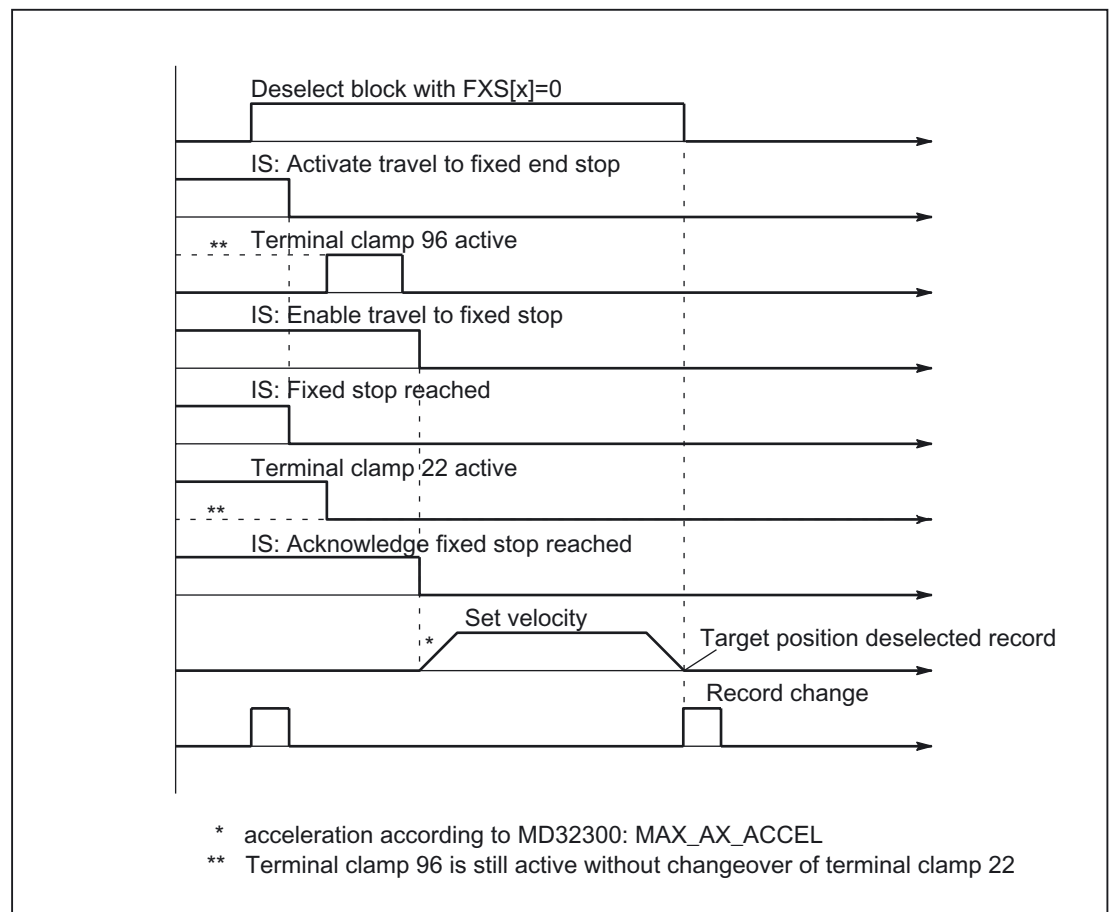 Deselect block with FXS[x]=0
IS: Activate travel to fixed end stop
** Terminal clamp 96 active
IS: Enable travel to fixed stop
IS: Fixed stop reached
Terminal clamp 22 active
**
IS: Acknowledge fixed stop reached
Set velocity
* Target position deselected record
Record change
* acceleration according to MD32300: MAX_AX_ACCEL
** Terminal clamp 96 is still active without changeover of terminal clamp 22